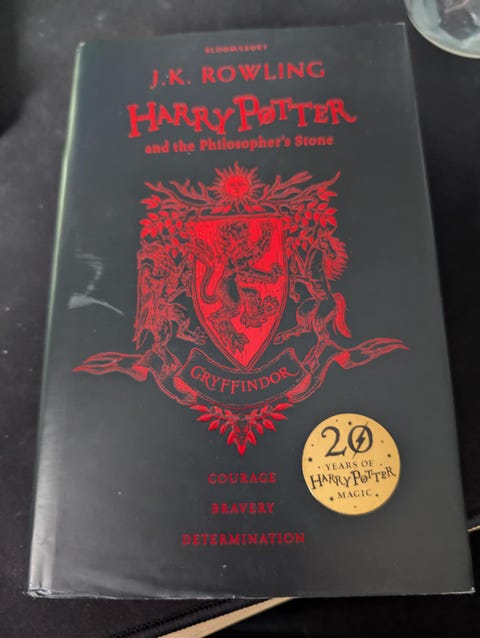 BLOOMSBURY
J.K. ROWLING
HARRY POTTER
and the Philosopher's Stone
GRYFFINDOR
COURAGE
BRAVERY
DETERMINATION
20
YEARS OF
HARRY POTTER
MAGIC